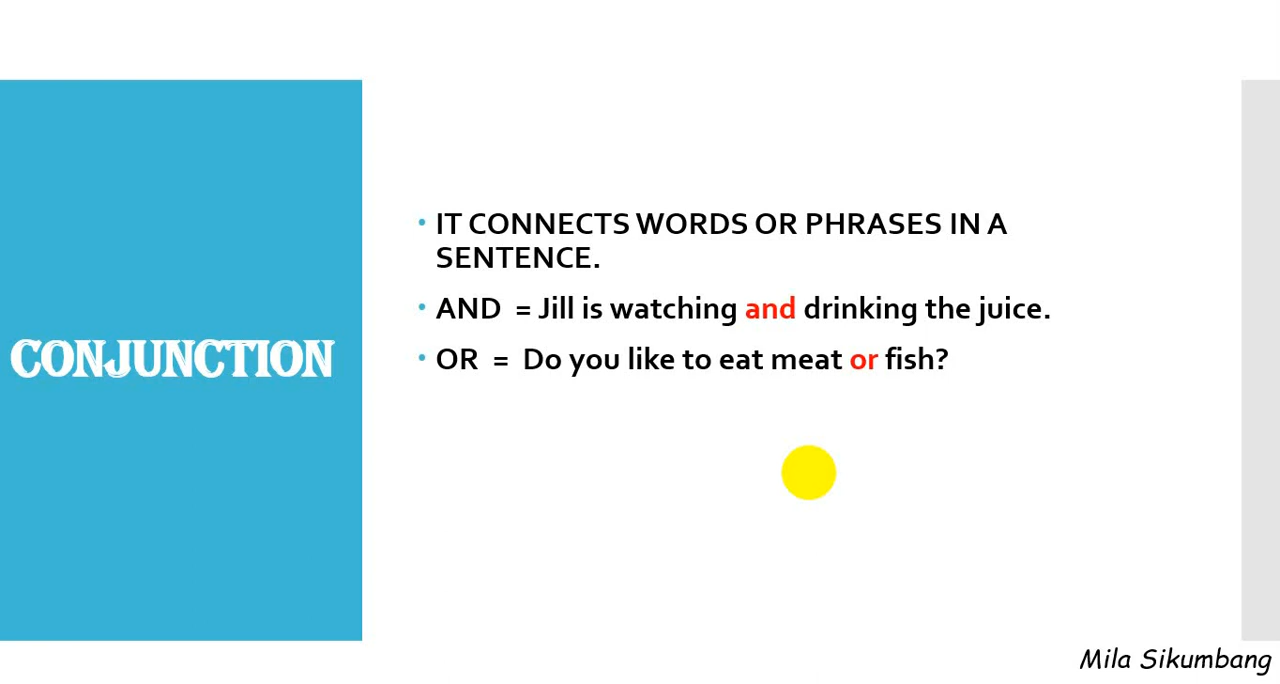 CONJUNCTION
• IT CONNECTS WORDS OR PHRASES IN A
SENTENCE.
• AND = Jill is watching and drinking the juice.
• OR = Do you like to eat meat or fish?
Mila Sikumbang